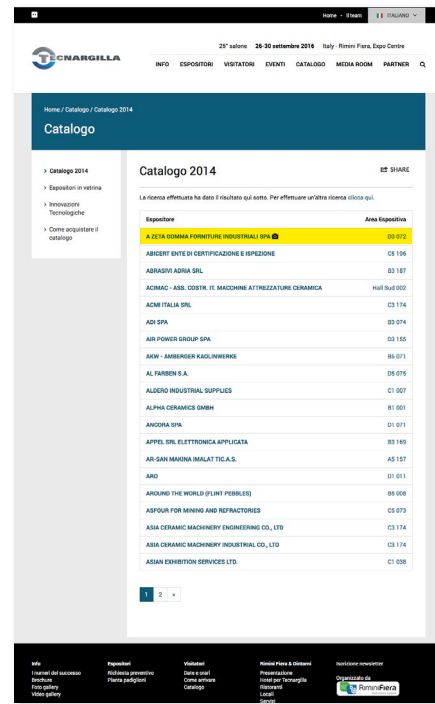 Home - Il team ITALIANO
TECNARGILLA
25° salone 26-30 settembre 2016 Italy - Rimini Fiera, Expo Centre
INFO ESPOSITORI VISITATORI EVENTI CATALOGO MEDIA ROOM PARTNER
Home / Catalogo / Catalogo 2014
Catalogo
> Catalogo 2014
> Espositori in vetrina
> Innovazioni
Tecnologiche
> Come acquistare il
catalogo
Catalogo 2014 SHARE
La ricerca effettuata ha dato il risultato qui sotto. Per effettuare un'altra ricerca clicca qui.
Espositore Area Espositiva
A ZETA GOMMA FORNITURE INDUSTRIALI SPA D3 072
ABICERT ENTE DI CERTIFICAZIONE E ISPEZIONE C5 196
ABRASIVI ADRIA SRL B3 187
ACIMAC - ASS. COSTR. IT. MACCHINE ATTREZZATURE CERAMICA Hall Sud 002
ACMI ITALIA SRL C3 174
ADI SPA B3 074
AIR POWER GROUP SPA D3 155
AKW - AMBERGER KAOLINWERKE B5 071
AL FARBEN S.A. D5 075
ALDERO INDUSTRIAL SUPPLIES C1 007
ALPHA CERAMICS GMBH B1 001
ANCORA SPA D1 071
APPEL SRL ELETTRONICA APPLICATA B3 169
AR-SAN MAKINA IMALAT TIC.A.S. A5 157
ARO D1 011
AROUND THE WORLD (FLINT PEBBLES) B5 008
ASFOUR FOR MINING AND REFRACTORIES C5 073
ASIA CERAMIC MACHINERY ENGINEERING CO., LTD C3 174
ASIA CERAMIC MACHINERY INDUSTRIAL CO., LTD C3 174
ASIAN EXHIBITION SERVICES LTD. C1 038
1 2 »
Info Espositori Visitatori Rimini Fiera & Dintorni Iscrizione newsletter
I numeri del successo Richiesta preventivo Date e orari Presentazione
Brochure Pianta padiglioni Come arrivare Hotel per Tecnargilla Organizzato da
Foto gallery Catalogo Ristoranti RiminiFiera
Video gallery Locali
Servizi